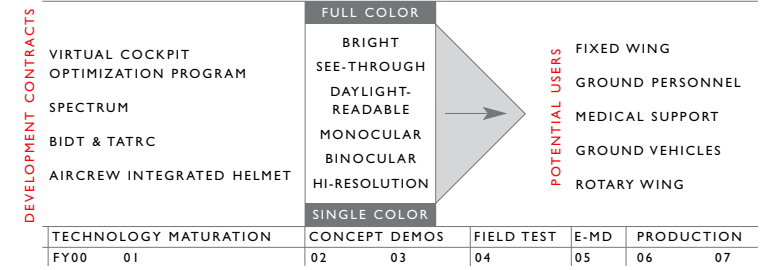 DEVELOPMENT CONTRACTS
VIRTUAL COCKPIT
OPTIMIZATION PROGRAM
SPECTRUM
BIDT & TATRC
AIRCREW INTEGRATED HELMET
FULL COLOR
BRIGHT
SEE-THROUGH
DAYLIGHT-
READABLE
MONOCULAR
BINOCULAR
HI-RESOLUTION
SINGLE COLOR
POTENTIAL USERS
FIXED WING
GROUND PERSONNEL
MEDICAL SUPPORT
GROUND VEHICLES
ROTARY WING
TECHNOLOGY MATURATION CONCEPT DEMOS FIELD TEST E-MD PRODUCTION
FY00 01 02 03 04 05 06 07